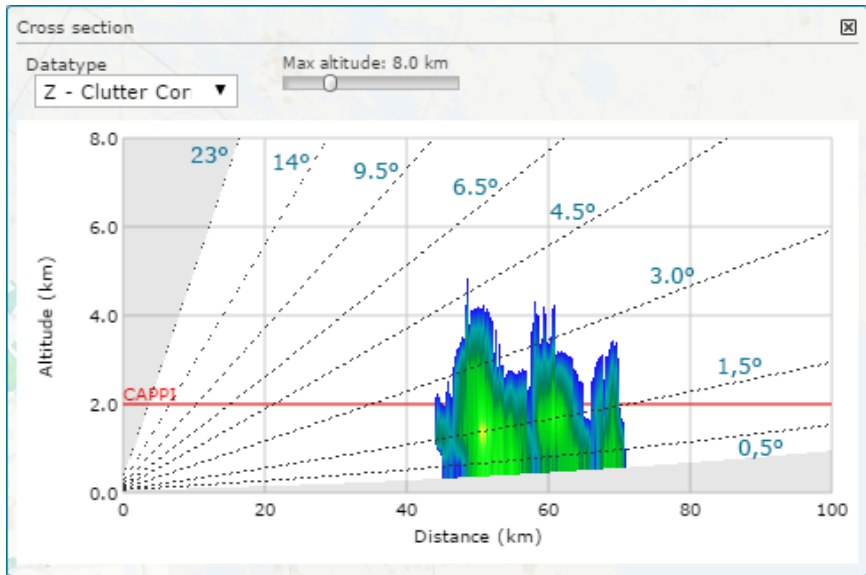 Cross section
Datatype
Max altitude: 8.0 km
Z - Clutter Cor
8.0
6.0
4.0
2.0
0.0
Altitude (km)
23º
14º
9.5º
6.5º
4.5º
3.0º
1,5º
0,5º
CAPPI
0
20
40
60
80
100
Distance (km)